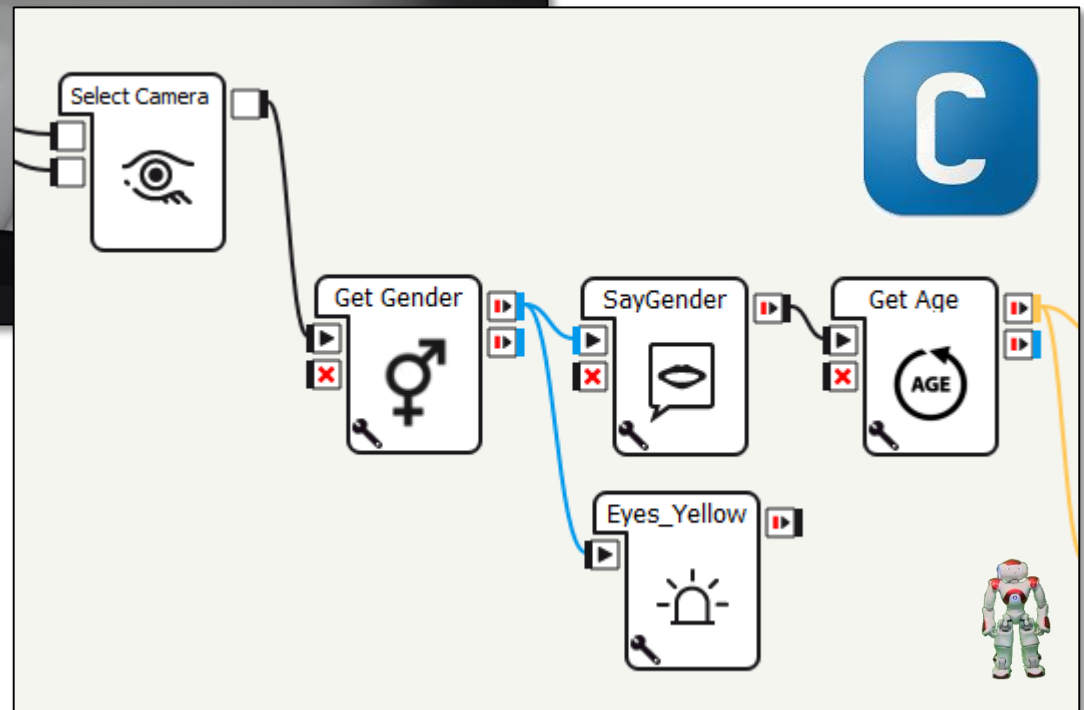 Select Camera
C
Get Gender
SayGender
Get Age
AGE
Eyes_Yellow